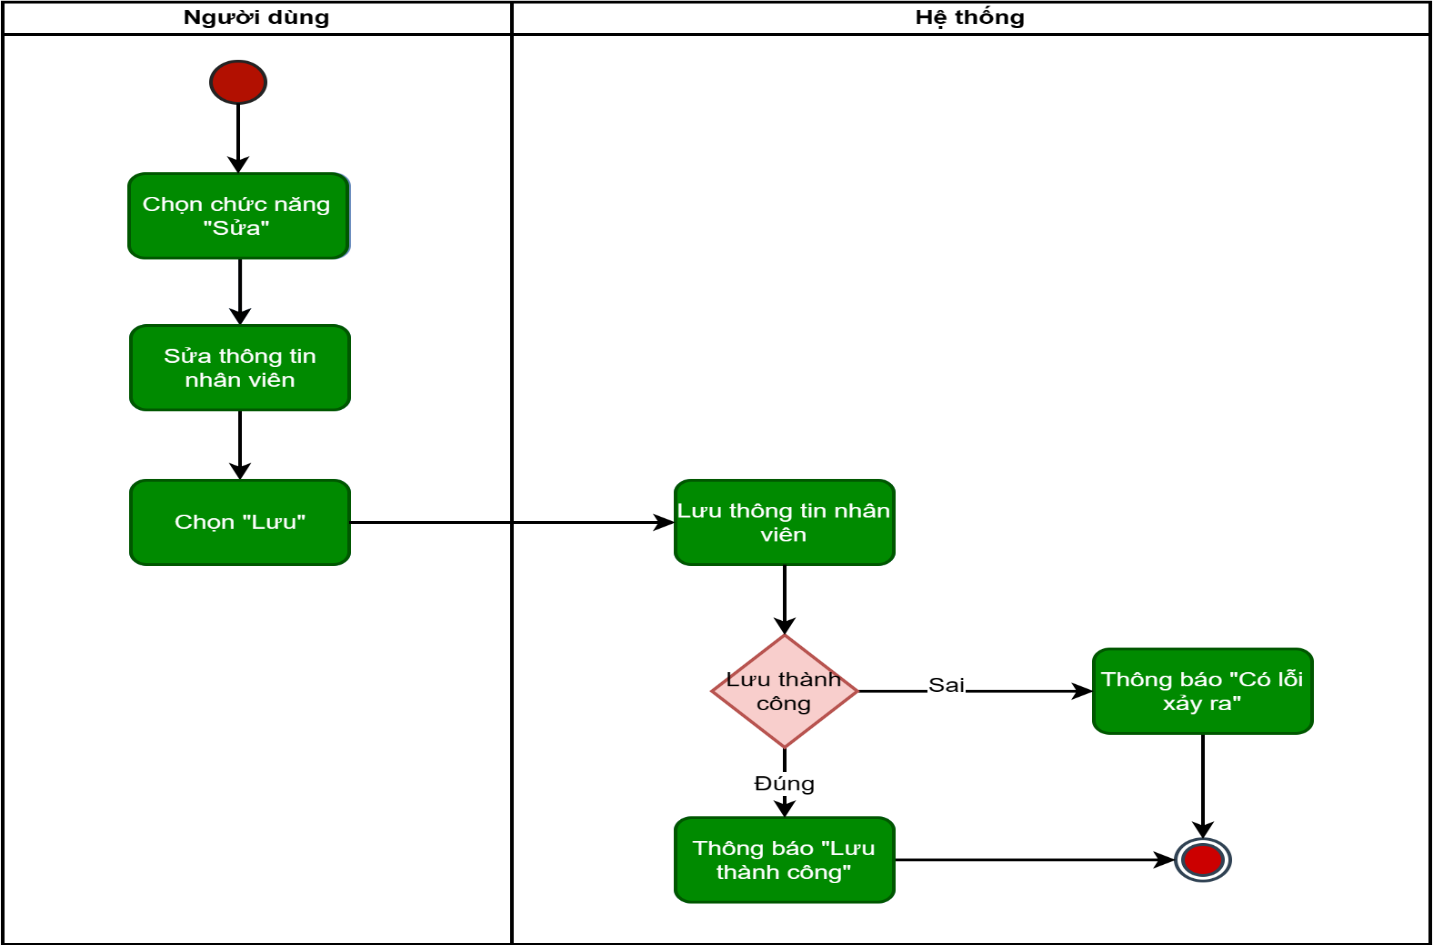 Người dùng
Hệ thống
Chọn chức năng
"Sửa"
Sửa thông tin
nhân viên
Chọn "Lưu"
Lưu thông tin nhân
viên
Lưu thành
công
Sai
Thông báo "Có lỗi
xảy ra"
Đúng
Thông báo "Lưu
thành công"